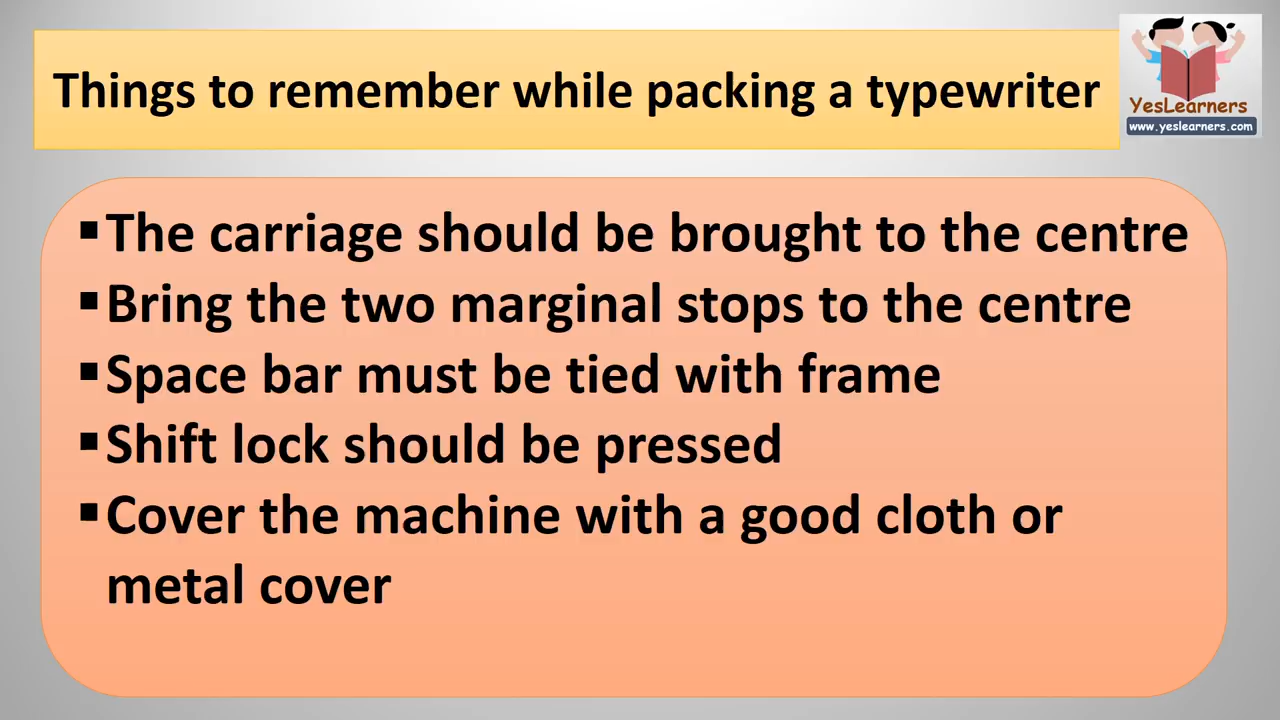 Things to remember while packing a typewriter
YesLearners
www.yeslearners.com
▪The carriage should be brought to the centre
▪Bring the two marginal stops to the centre
▪Space bar must be tied with frame
▪Shift lock should be pressed
▪Cover the machine with a good cloth or
metal cover